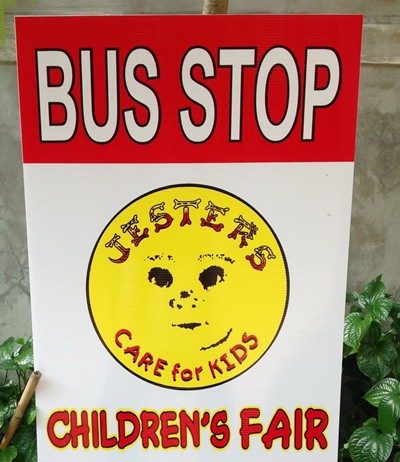 BUS STOP
JESTERS
CARE for KIDS
CHILDREN'S FAIR